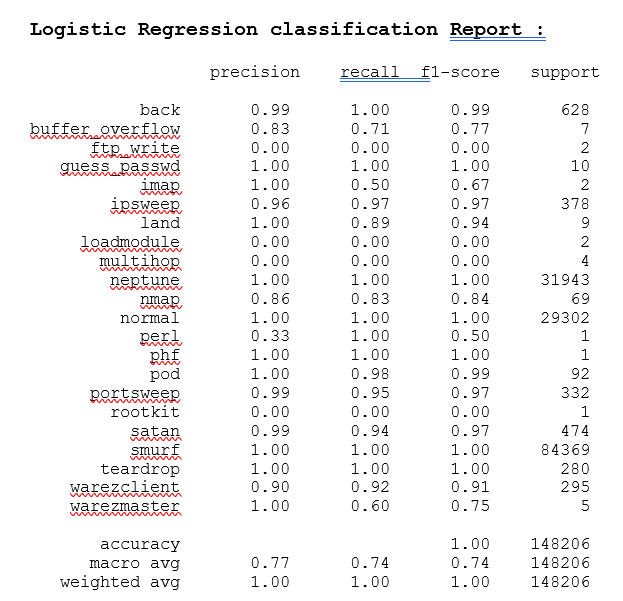 Logistic Regression classification Report :
precision recall f1-score support
back 0.99 1.00 0.99 628
buffer_overflow 0.83 0.71 0.77 7
ftp_write 0.00 0.00 0.00 2
guess_passwd 1.00 1.00 1.00 10
imap 1.00 0.50 0.67 2
ipsweep 0.96 0.97 0.97 378
land 1.00 0.89 0.94 9
loadmodule 0.00 0.00 0.00 2
multihop 0.00 0.00 0.00 4
neptune 1.00 1.00 1.00 31943
nmap 0.86 0.83 0.84 69
normal 1.00 1.00 1.00 29302
perl 0.33 1.00 0.50 1
phf 1.00 1.00 1.00 1
pod 1.00 0.98 0.99 92
portsweep 0.99 0.95 0.97 332
rootkit 0.00 0.00 0.00 1
satan 0.99 0.94 0.97 474
smurf 1.00 1.00 1.00 84369
teardrop 1.00 1.00 1.00 280
warezclient 0.90 0.92 0.91 295
warezmaster 1.00 0.60 0.75 5
accuracy 1.00 148206
macro avg 0.77 0.74 0.74 148206
weighted avg 1.00 1.00 1.00 148206